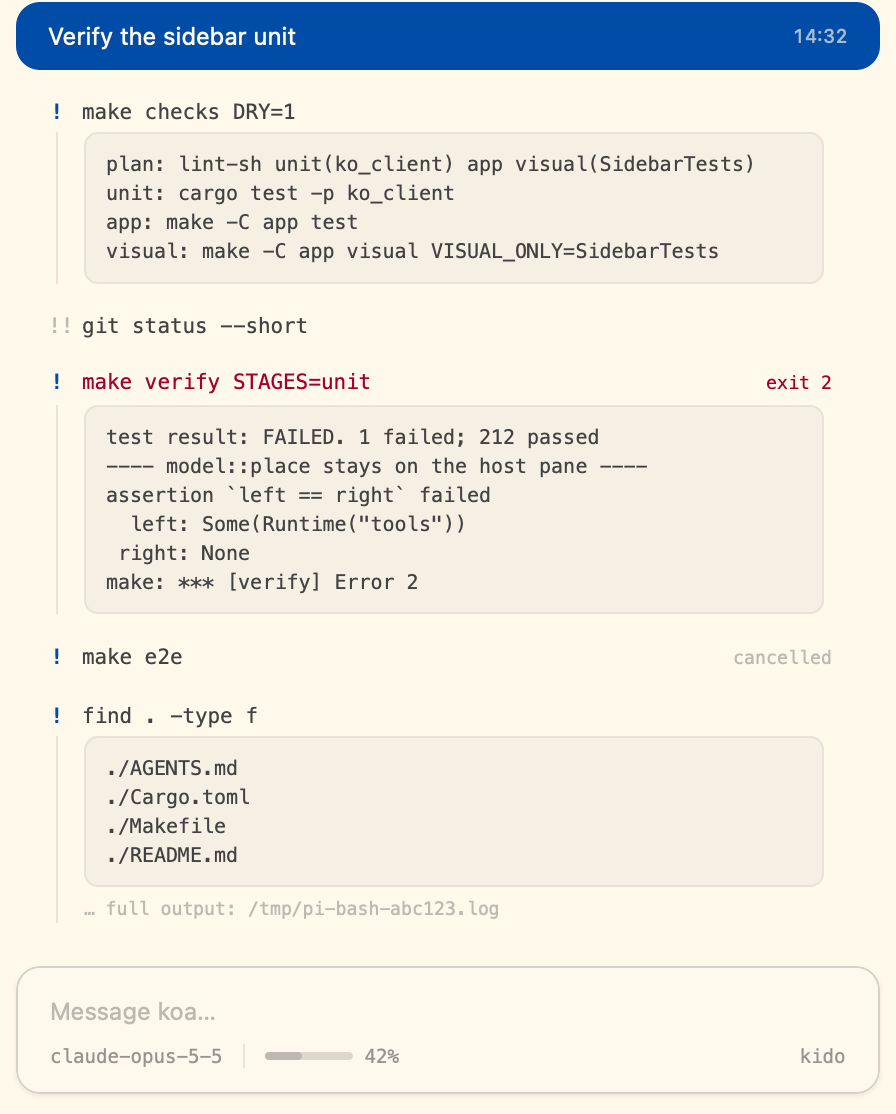 Verify the sidebar unit 14:32
! make checks DRY=1
plan: lint-sh unit(ko_client) app visual(SidebarTests)
unit: cargo test -p ko_client
app: make -C app test
visual: make -C app visual VISUAL_ONLY=SidebarTests
!! git status --short
! make verify STAGES=unit exit 2
test result: FAILED. 1 failed; 212 passed
---- model::place stays on the host pane ----
assertion `left == right` failed
  left: Some(Runtime("tools"))
 right: None
make: *** [verify] Error 2
! make e2e cancelled
! find . -type f
./AGENTS.md
./Cargo.toml
./Makefile
./README.md
… full output: /tmp/pi-bash-abc123.log
Message koa…
claude-opus-5-5 42% kido